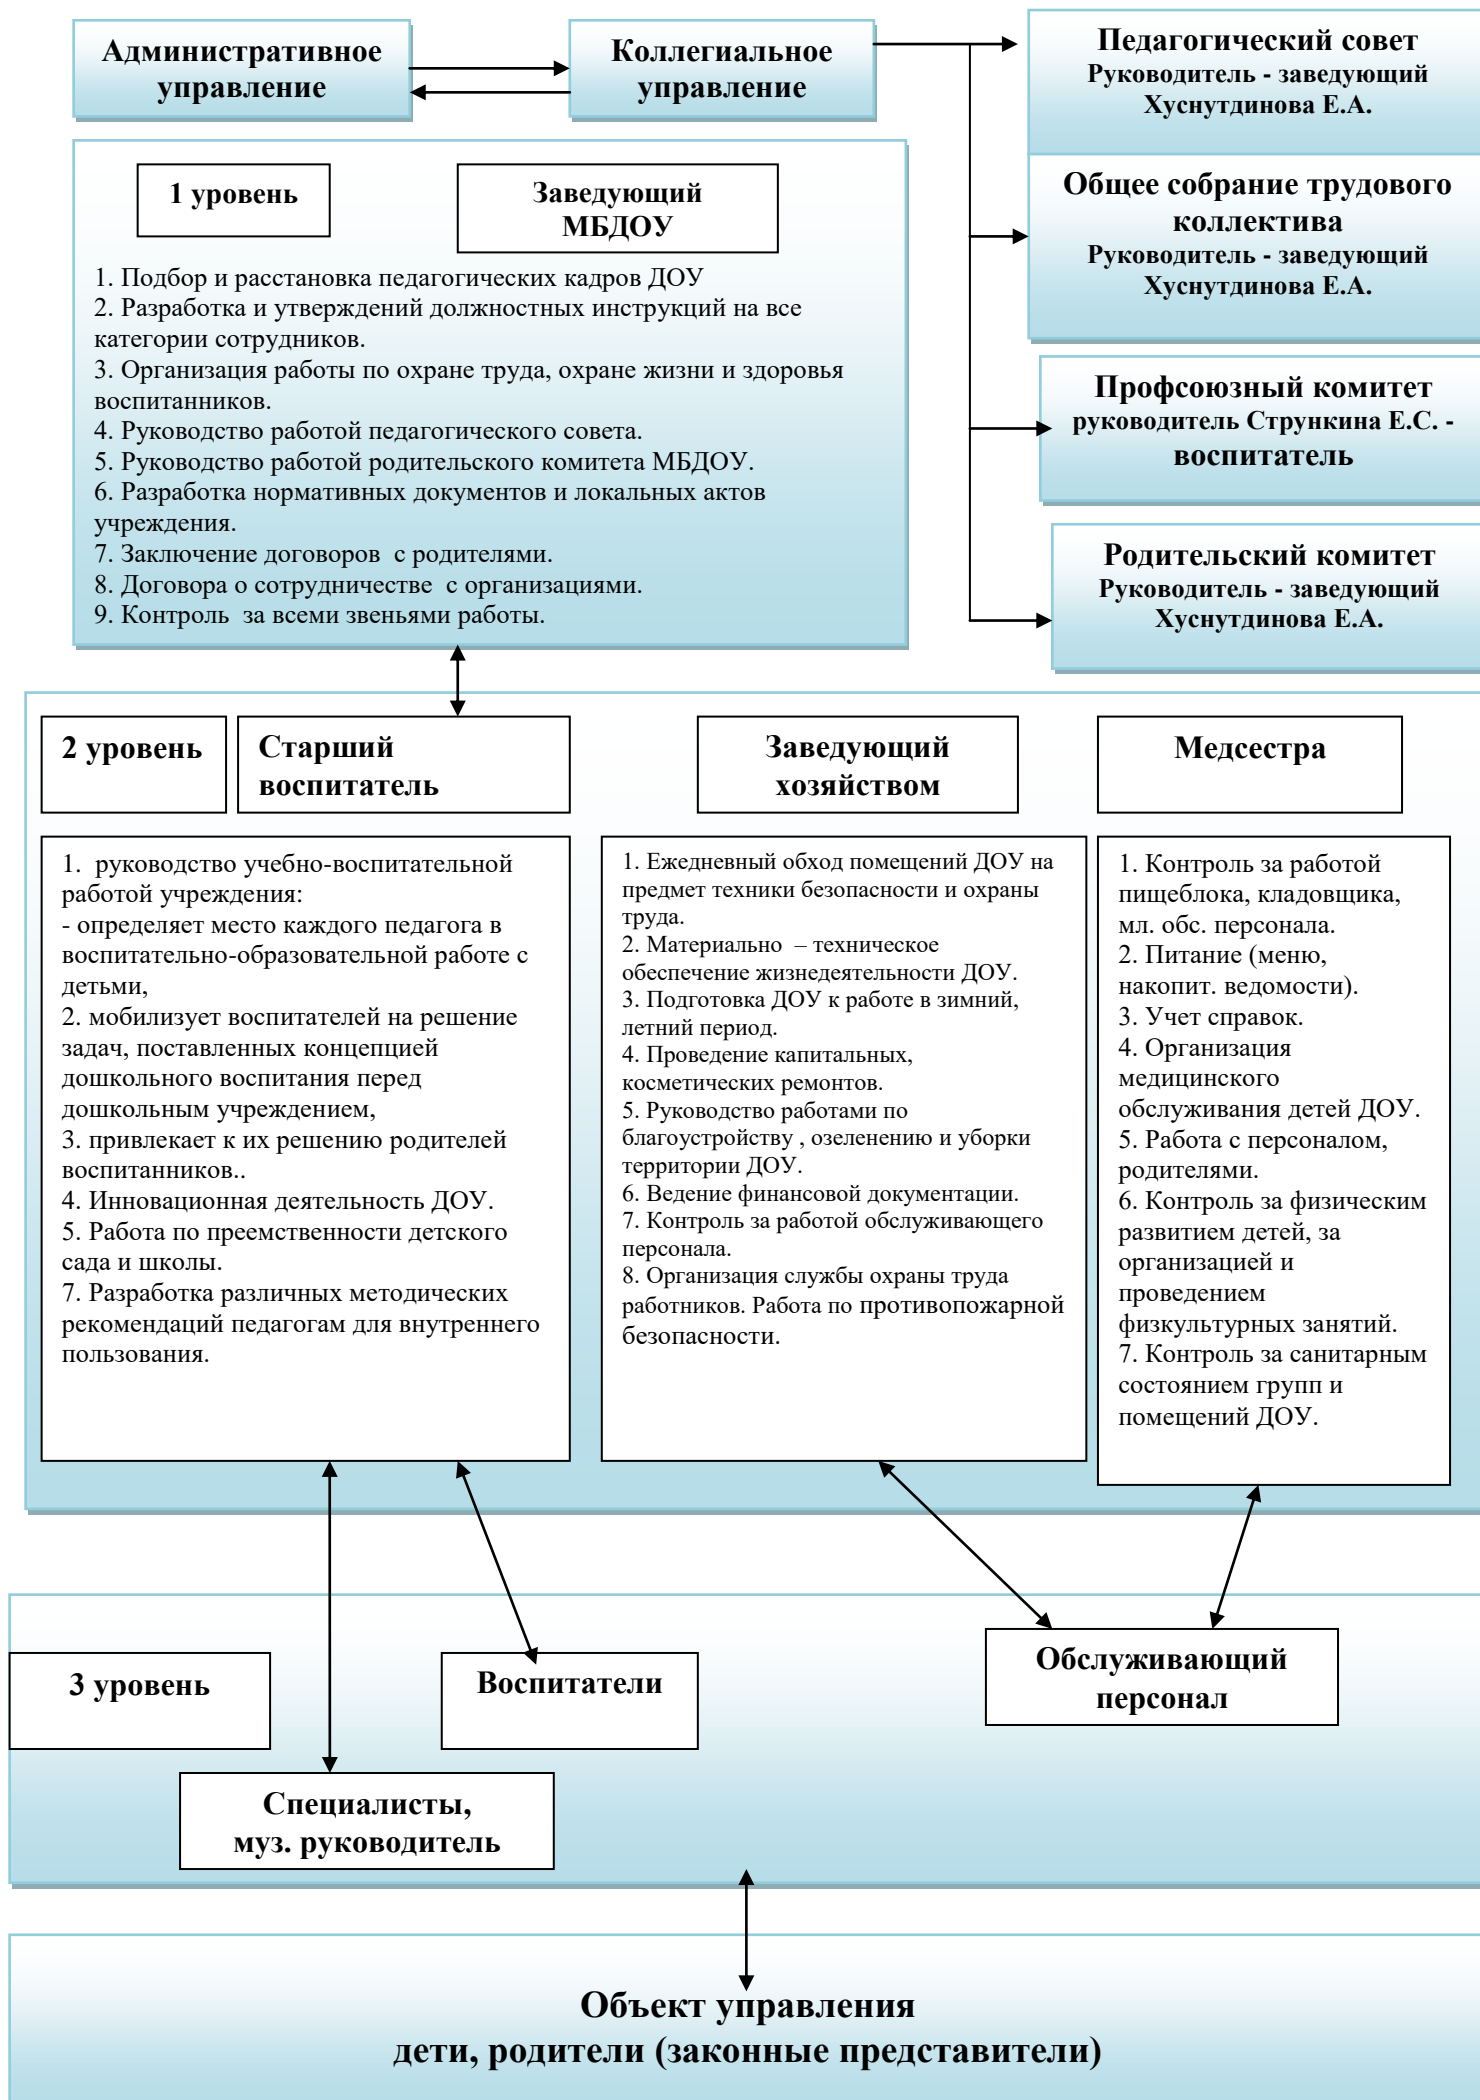 Административное
управление
Коллегиальное
управление
Педагогический совет
Руководитель - заведующий
Хуснутдинова Е.А.
Общее собрание трудового
коллектива
Руководитель - заведующий
Хуснутдинова Е.А.
Профсоюзный комитет
руководитель Стрункина Е.С. -
воспитатель
Родительский комитет
Руководитель - заведующий
Хуснутдинова Е.А.
1 уровень
Заведующий
МБДОУ
1. Подбор и расстановка педагогических кадров ДОУ
2. Разработка и утверждений должностных инструкций на все
категории сотрудников.
3. Организация работы по охране труда, охране жизни и здоровья
воспитанников.
4. Руководство работой педагогического совета.
5. Руководство работой родительского комитета МБДОУ.
6. Разработка нормативных документов и локальных актов
учреждения.
7. Заключение договоров с родителями.
8. Договора о сотрудничестве с организациями.
9. Контроль за всеми звеньями работы.
2 уровень
Старший
воспитатель
Заведующий
хозяйством
Медсестра
1. руководство учебно-воспитательной
работой учреждения:
- определяет место каждого педагога в
воспитательно-образовательной работе с
детьми,
2. мобилизует воспитателей на решение
задач, поставленных концепцией
дошкольного воспитания перед
дошкольным учреждением,
3. привлекает к их решению родителей
воспитанников..
4. Инновационная деятельность ДОУ.
5. Работа по преемственности детского
сада и школы.
7. Разработка различных методических
рекомендаций педагогам для внутреннего
пользования.
1. Ежедневный обход помещений ДОУ на
предмет техники безопасности и охраны
труда.
2. Материально – техническое
обеспечение жизнедеятельности ДОУ.
3. Подготовка ДОУ к работе в зимний,
летний период.
4. Проведение капитальных,
косметических ремонтов.
5. Руководство работами по
благоустройству , озеленению и уборки
территории ДОУ.
6. Ведение финансовой документации.
7. Контроль за работой обслуживающего
персонала.
8. Организация службы охраны труда
работников. Работа по противопожарной
безопасности.
1. Контроль за работой
пищеблока, кладовщика,
мл. обс. персонала.
2. Питание (меню,
накопит. ведомости).
3. Учет справок.
4. Организация
медицинского
обслуживания детей ДОУ.
5. Работа с персоналом,
родителями.
6. Контроль за физическим
развитием детей, за
организацией и
проведением
физкультурных занятий.
7. Контроль за санитарным
состоянием групп и
помещений ДОУ.
3 уровень
Воспитатели
Обслуживающий
персонал
Специалисты,
муз. руководитель
Объект управления
дети, родители (законные представители)